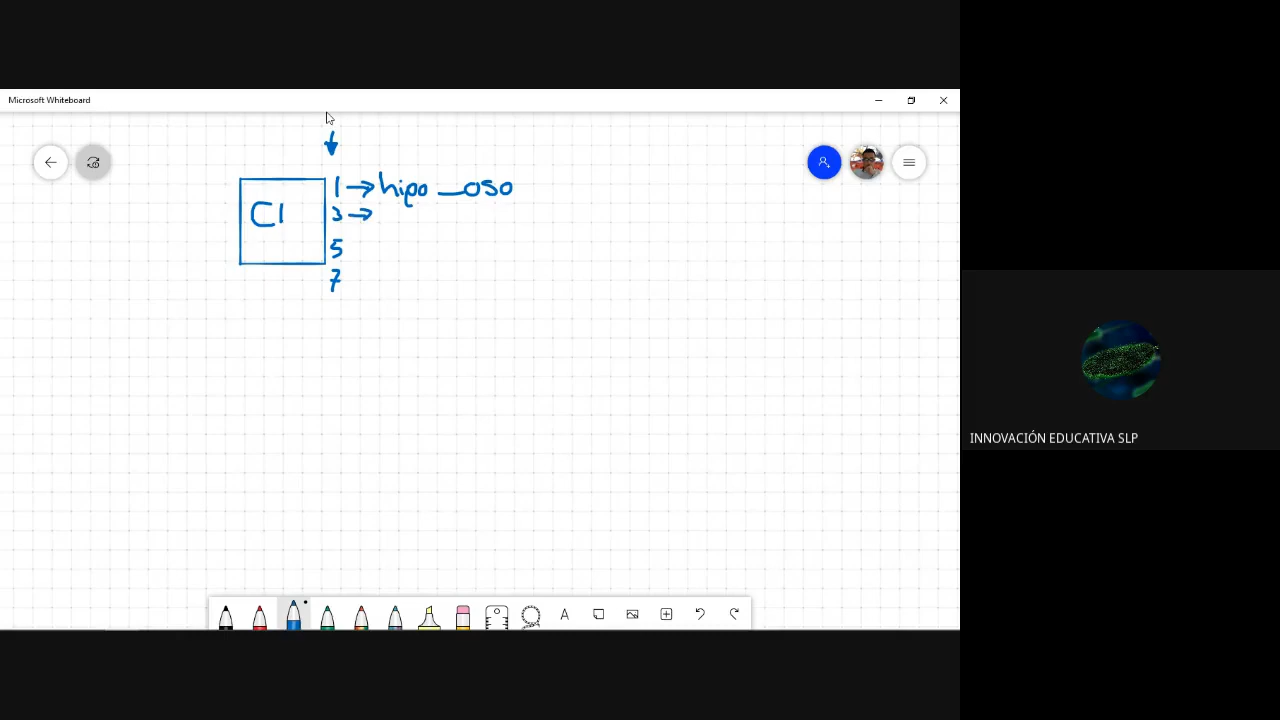 Microsoft Whiteboard
Cl
1 → hipo _oso
3 →
5
7
A
INNOVACIÓN EDUCATIVA SLP